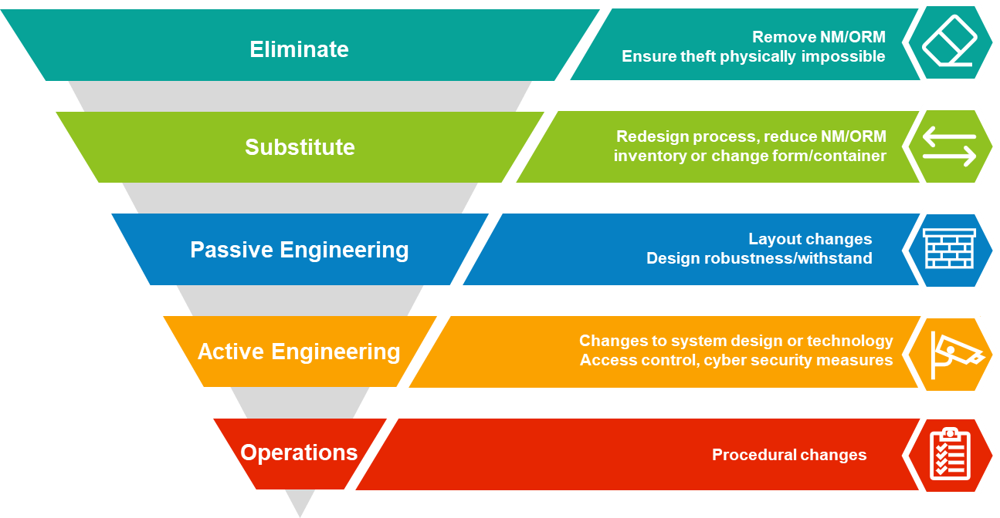 Eliminate
Remove NM/ORM
Ensure theft physically impossible
Substitute
Redesign process, reduce NM/ORM
inventory or change form/container
Passive Engineering
Layout changes
Design robustness/withstand
Active Engineering
Changes to system design or technology
Access control, cyber security measures
Operations
Procedural changes